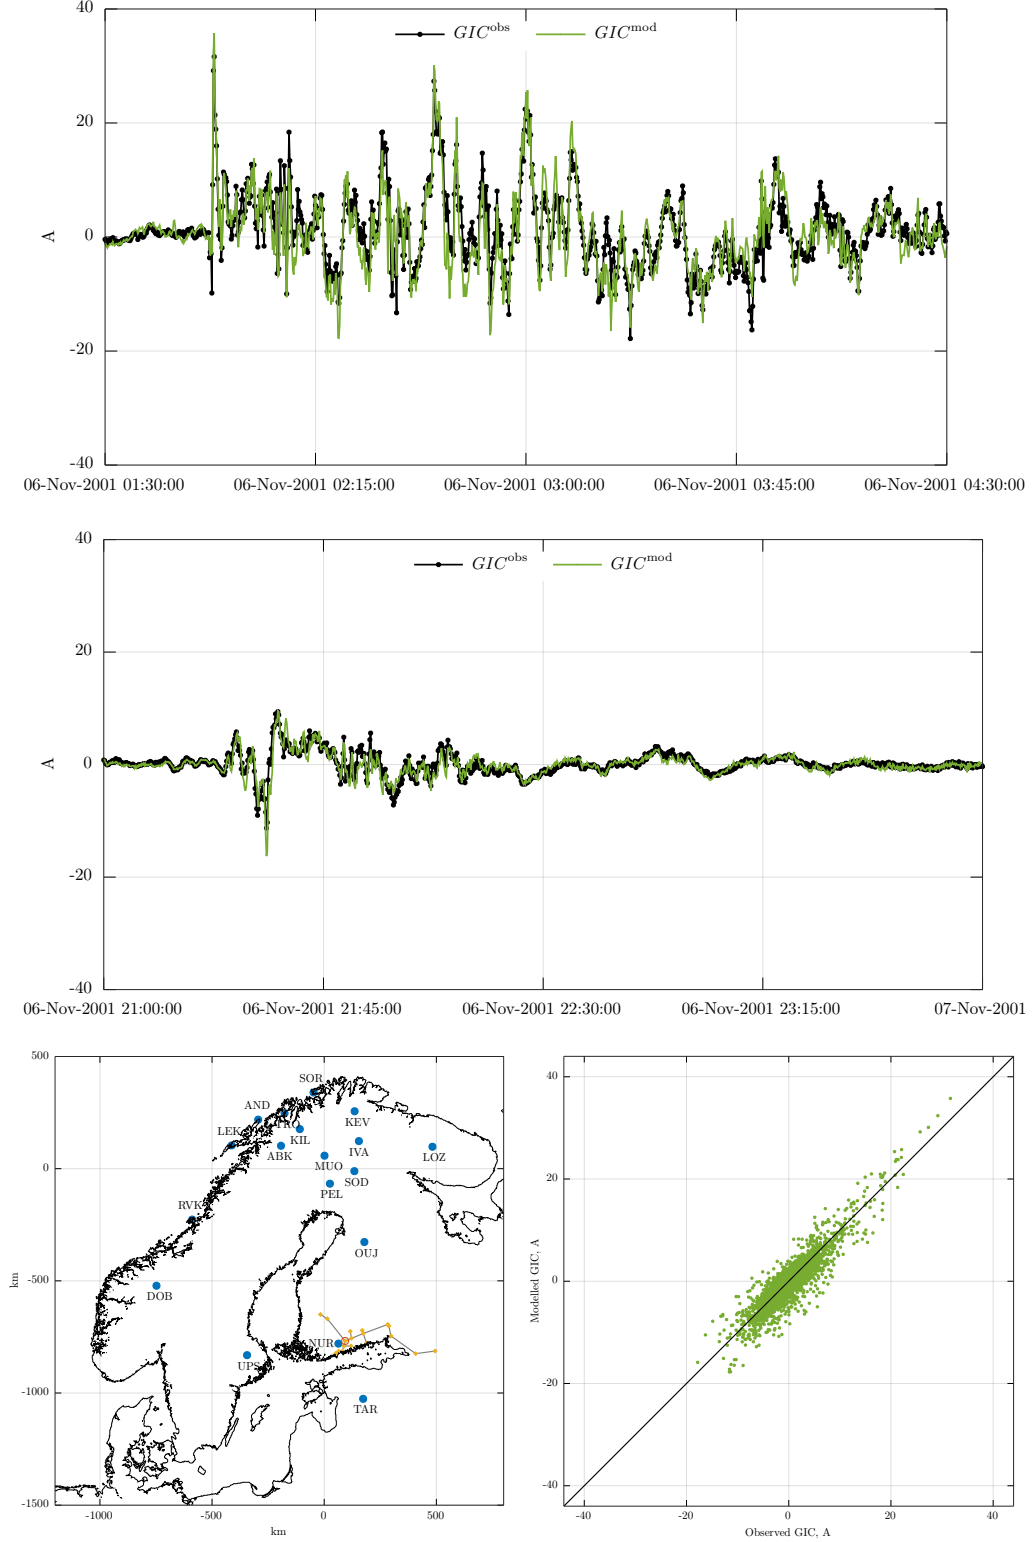 40
GIC^obs GIC^mod
20
A
0
-20
-40
06-Nov-2001 01:30:00 06-Nov-2001 02:15:00 06-Nov-2001 03:00:00 06-Nov-2001 03:45:00 06-Nov-2001 04:30:00
40
GIC^obs GIC^mod
20
A
0
-20
-40
06-Nov-2001 21:00:00 06-Nov-2001 21:45:00 06-Nov-2001 22:30:00 06-Nov-2001 23:15:00 07-Nov-2001
500
SOR
AND
TRO
KEV
LEK
KIL
ABK
IVA
LOZ
0
MUO
SOD
PEL
RVK
OUJ
km
-500
DOB
NUR
UPS
-1000
TAR
-1500
-1000 -500 0 500
km
40
20
Modelled GIC, A
0
-20
-40
-40 -20 0 20 40
Observed GIC, A